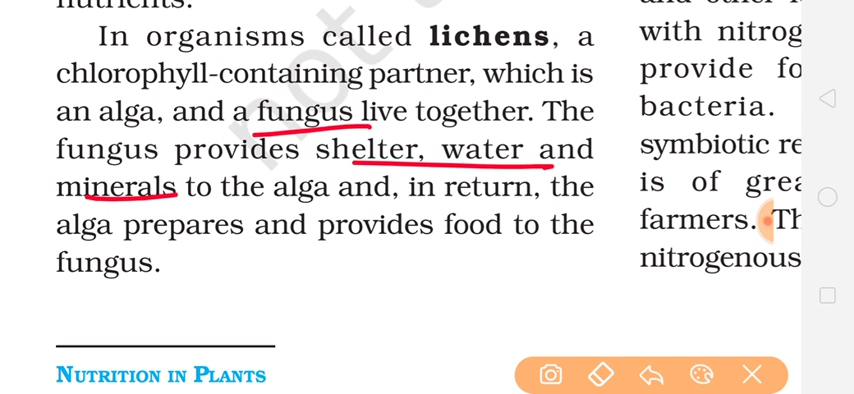 nutrients.
In organisms called lichens, a
chlorophyll-containing partner, which is
an alga, and a fungus live together. The
fungus provides shelter, water and
minerals to the alga and, in return, the
alga prepares and provides food to the
fungus.
NUTRITION IN PLANTS
with nitrog
provide fo
bacteria.
symbiotic re
is of grea
farmers. Th
nitrogenous